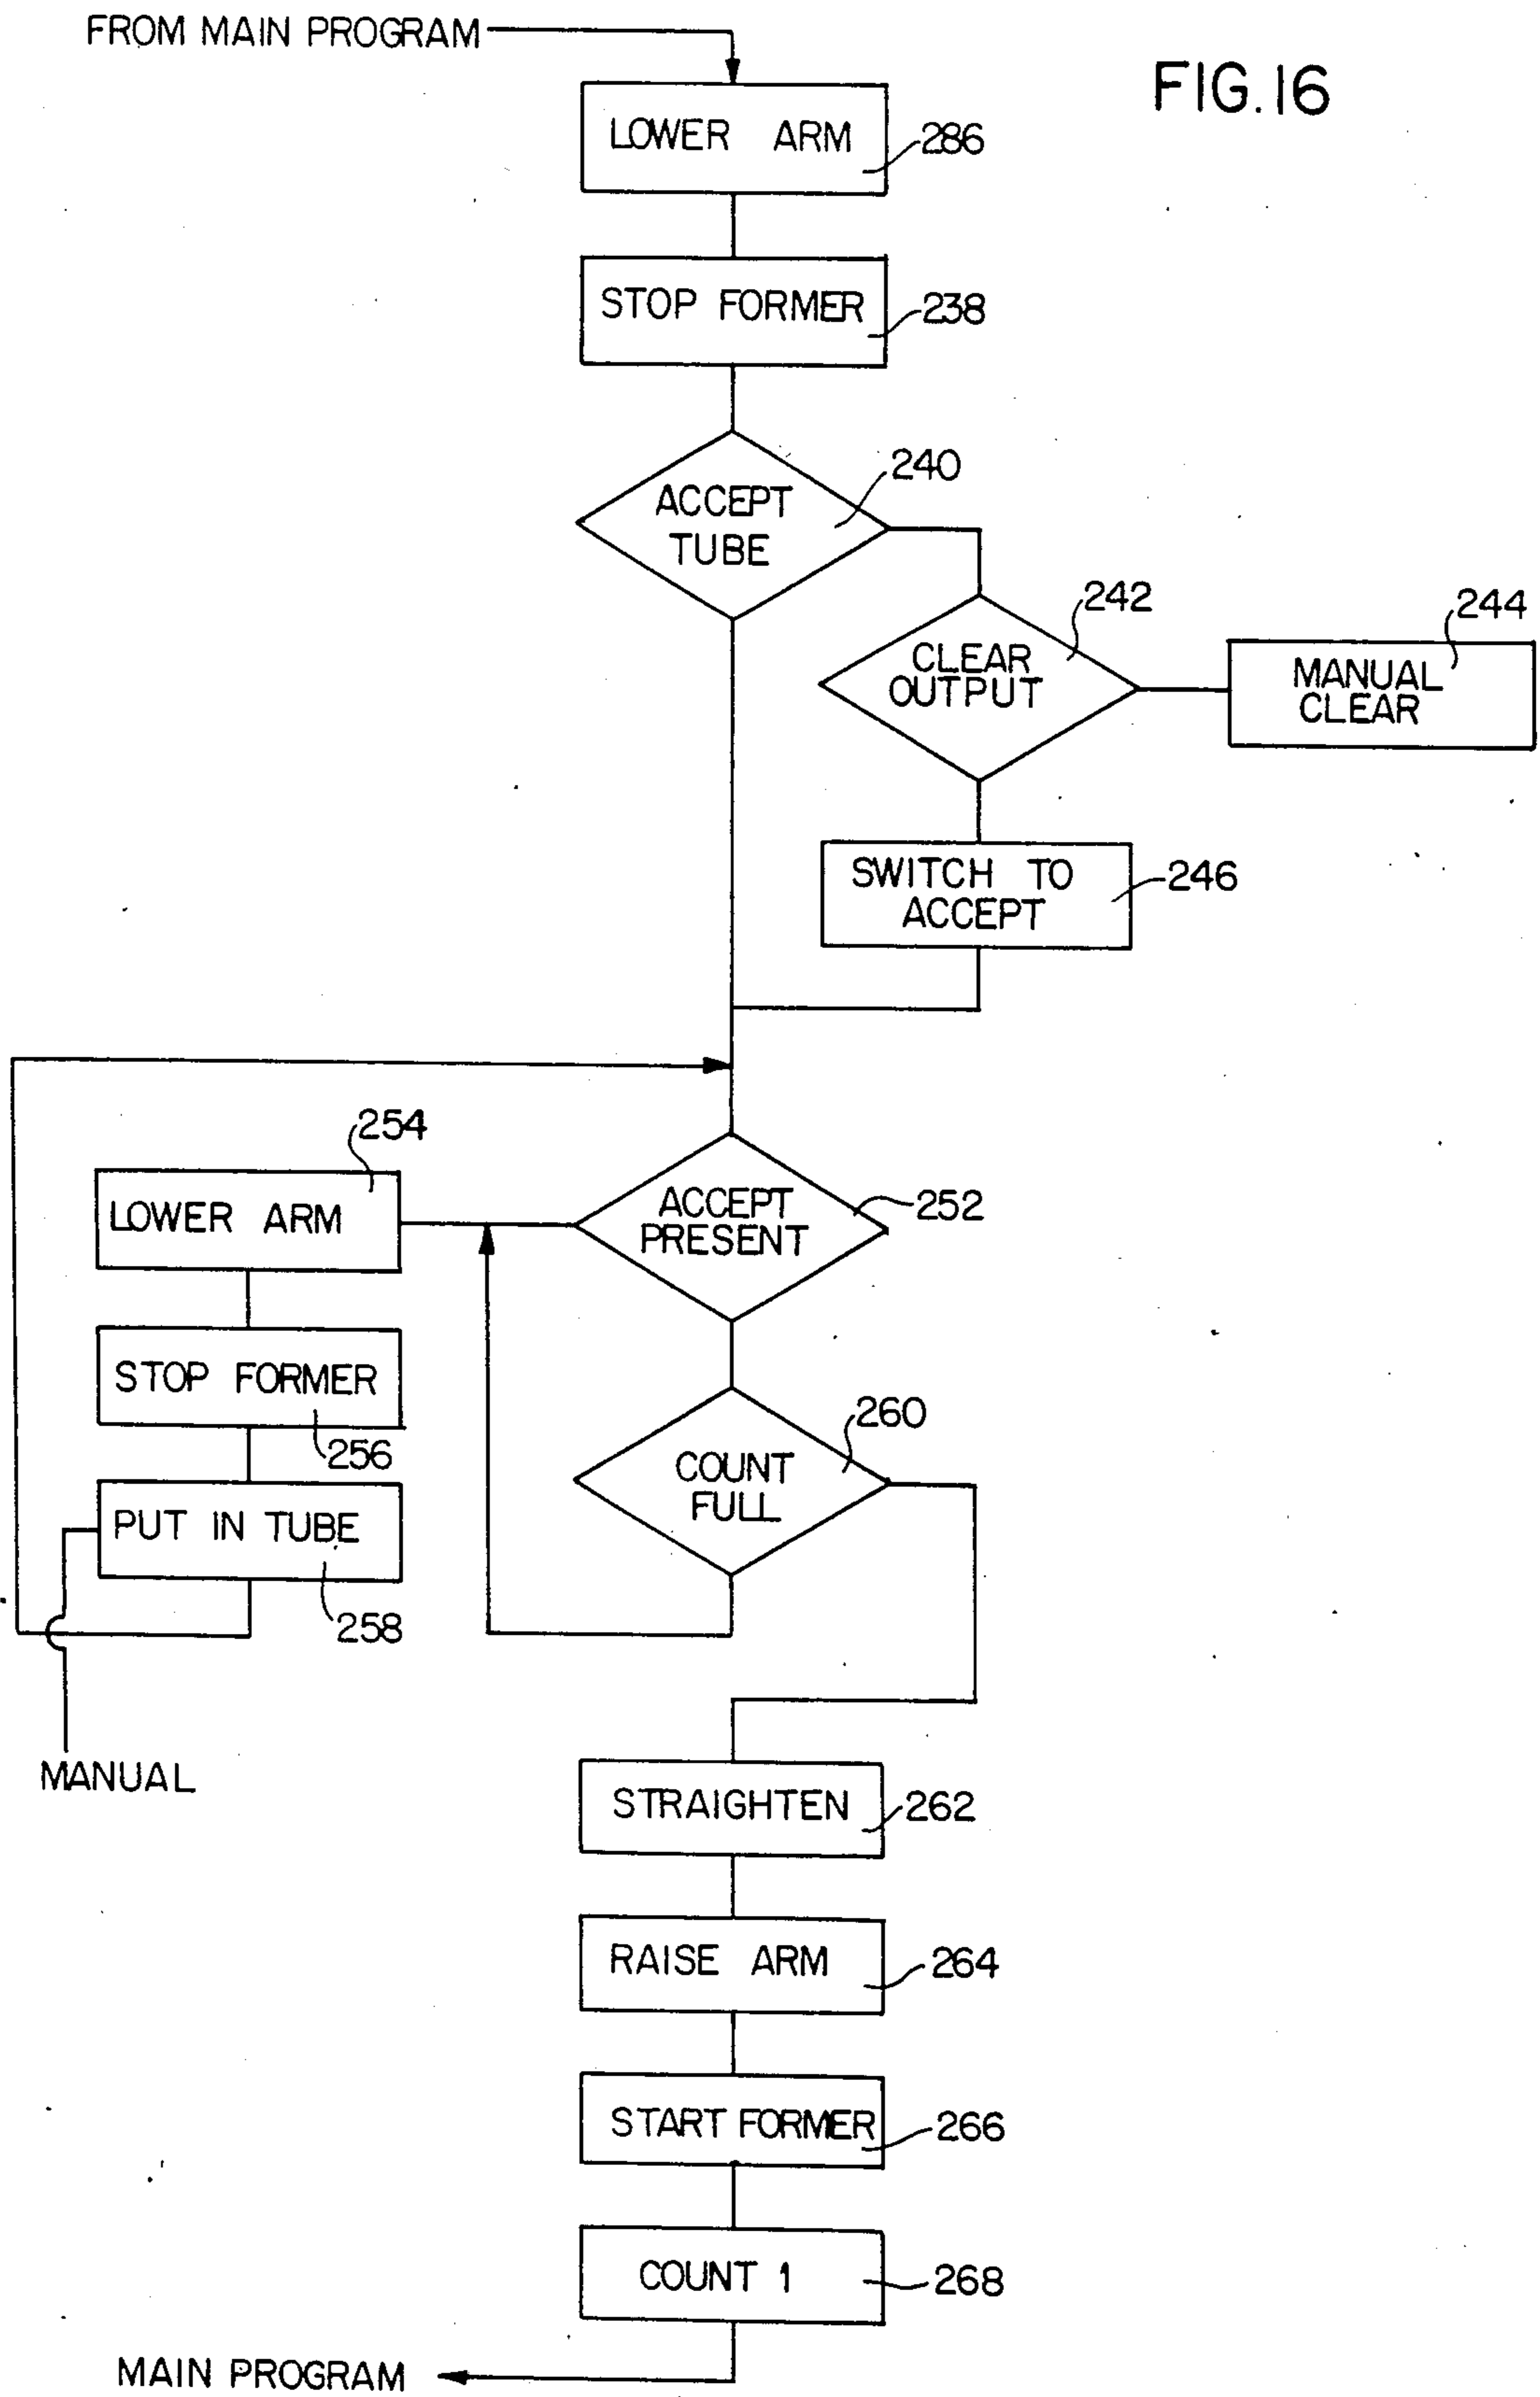 FROM MAIN PROGRAM
FIG. 16
LOWER ARM
286
STOP FORMER
238
ACCEPT
TUBE
240
CLEAR
OUTPUT
242
MANUAL
CLEAR
244
SWITCH TO
ACCEPT
246
254
LOWER ARM
ACCEPT
PRESENT
252
STOP FORMER
256
COUNT
FULL
260
PUT IN TUBE
258
MANUAL
STRAIGHTEN
262
RAISE ARM
264
START FORMER
266
COUNT 1
268
MAIN PROGRAM